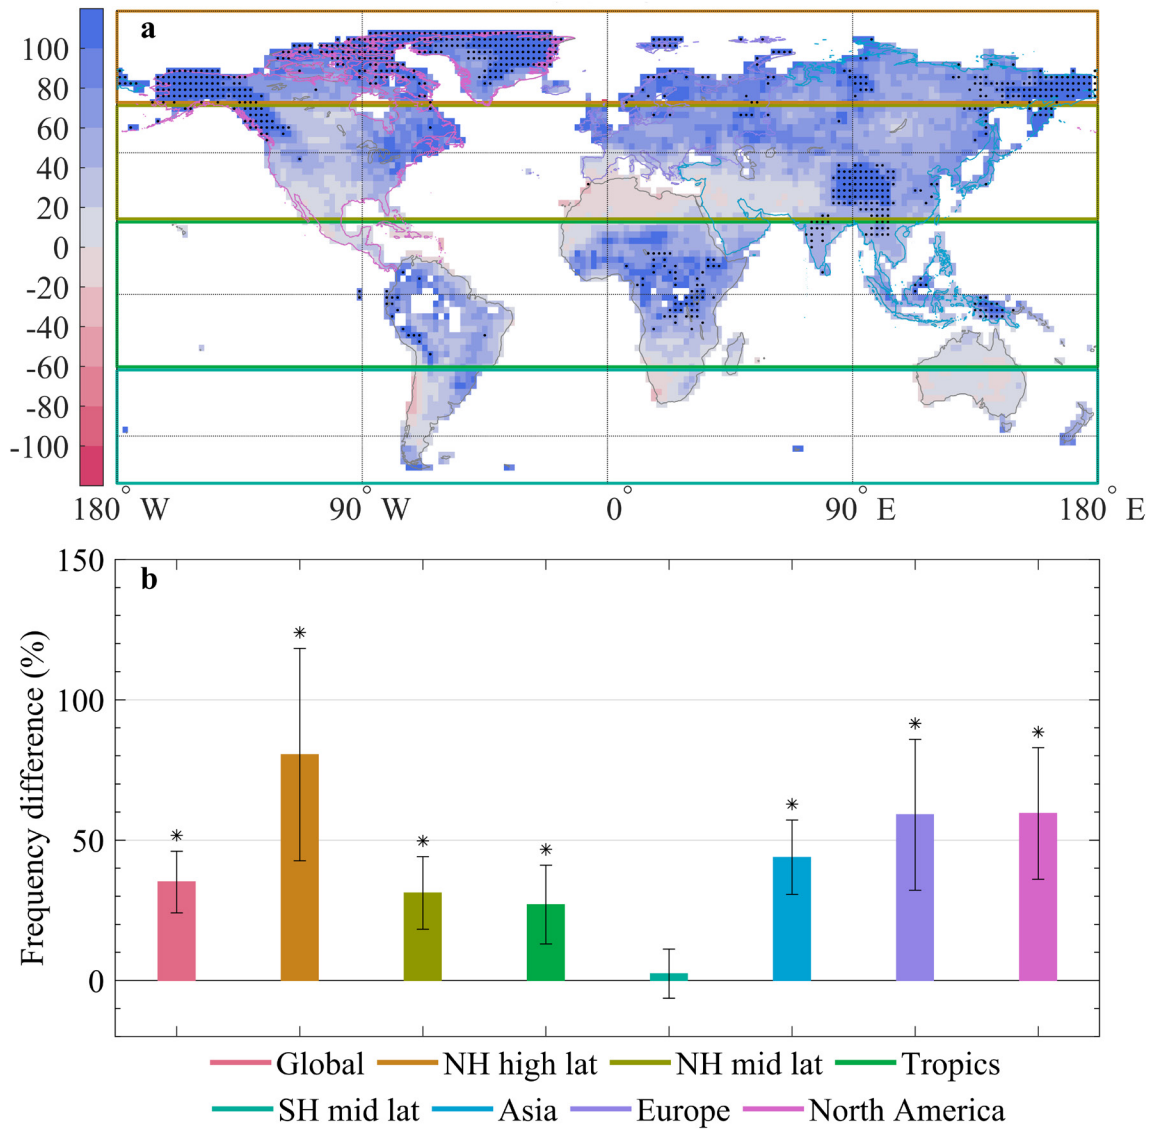 a
100
80
60
40
20
0
-20
-40
-60
-80
-100
180° W 90° W 0° 90° E 180° E
b
150
100
50
0
Frequency difference (%)
* * * * * * *
Global NH high lat NH mid lat Tropics
SH mid lat Asia Europe North America